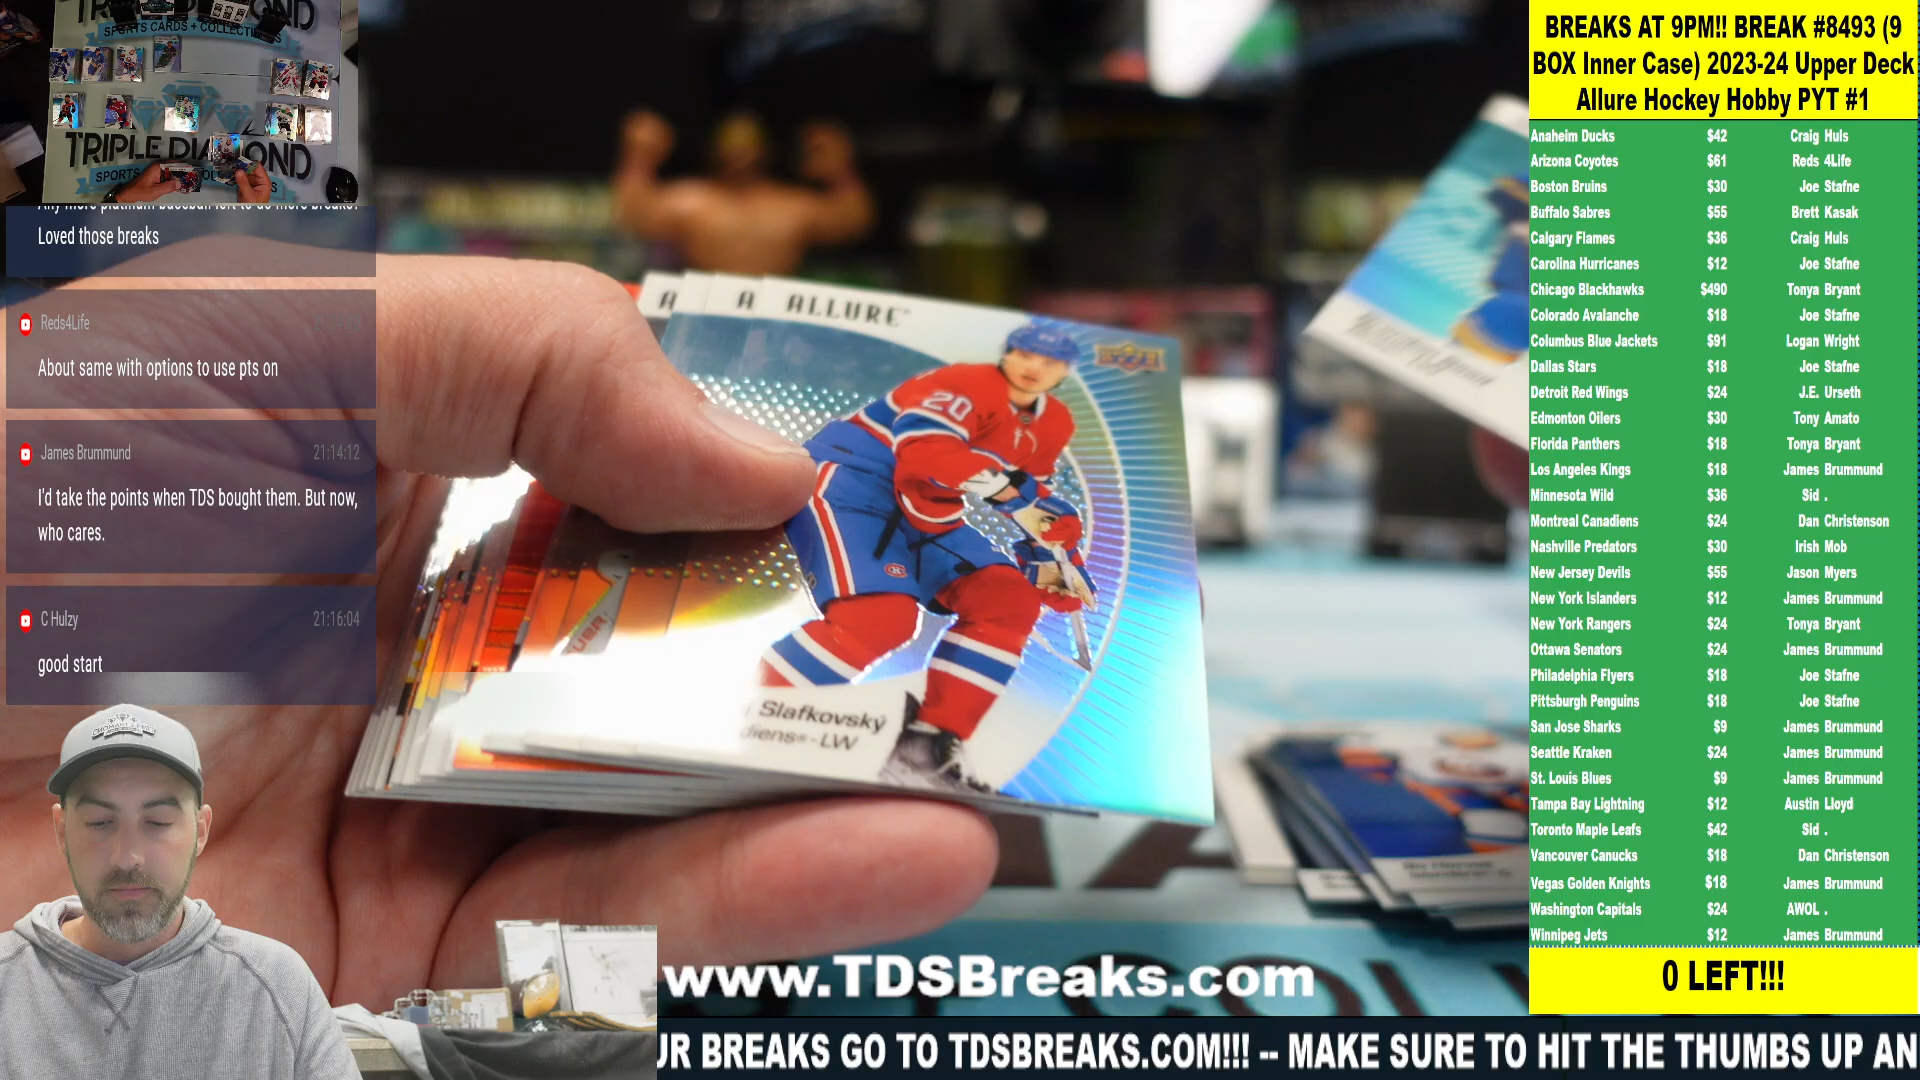 TRIPLE DIAMOND
SPORTS CARDS + COLLECTIBLES
TRIPLE DIAMOND
Loved those breaks
Reds4Life
About same with options to use pts on
James Brummund 21:14:12
I'd take the points when TDS bought them. But now,
who cares.
C Hulzy 21:16:04
good start
A A ALLURE
20
Slafkovský
diens - LW
www.TDSBreaks.com
UR BREAKS GO TO TDSBREAKS.COM!!! -- MAKE SURE TO HIT THE THUMBS UP AN
BREAKS AT 9PM!! BREAK #8493 (9
BOX Inner Case) 2023-24 Upper Deck
Allure Hockey Hobby PYT #1
Anaheim Ducks $42 Craig Huls
Arizona Coyotes $61 Reds 4Life
Boston Bruins $30 Joe Stafne
Buffalo Sabres $55 Brett Kasak
Calgary Flames $36 Craig Huls
Carolina Hurricanes $12 Joe Stafne
Chicago Blackhawks $490 Tonya Bryant
Colorado Avalanche $18 Joe Stafne
Columbus Blue Jackets $91 Logan Wright
Dallas Stars $18 Joe Stafne
Detroit Red Wings $24 J.E. Urseth
Edmonton Oilers $30 Tony Amato
Florida Panthers $18 Tonya Bryant
Los Angeles Kings $18 James Brummund
Minnesota Wild $36 Sid .
Montreal Canadiens $24 Dan Christenson
Nashville Predators $30 Irish Mob
New Jersey Devils $55 Jason Myers
New York Islanders $12 James Brummund
New York Rangers $24 Tonya Bryant
Ottawa Senators $24 James Brummund
Philadelphia Flyers $18 Joe Stafne
Pittsburgh Penguins $18 Joe Stafne
San Jose Sharks $9 James Brummund
Seattle Kraken $24 James Brummund
St. Louis Blues $9 James Brummund
Tampa Bay Lightning $12 Austin Lloyd
Toronto Maple Leafs $42 Sid .
Vancouver Canucks $18 Dan Christenson
Vegas Golden Knights $18 James Brummund
Washington Capitals $24 AWOL .
Winnipeg Jets $12 James Brummund
0 LEFT!!!